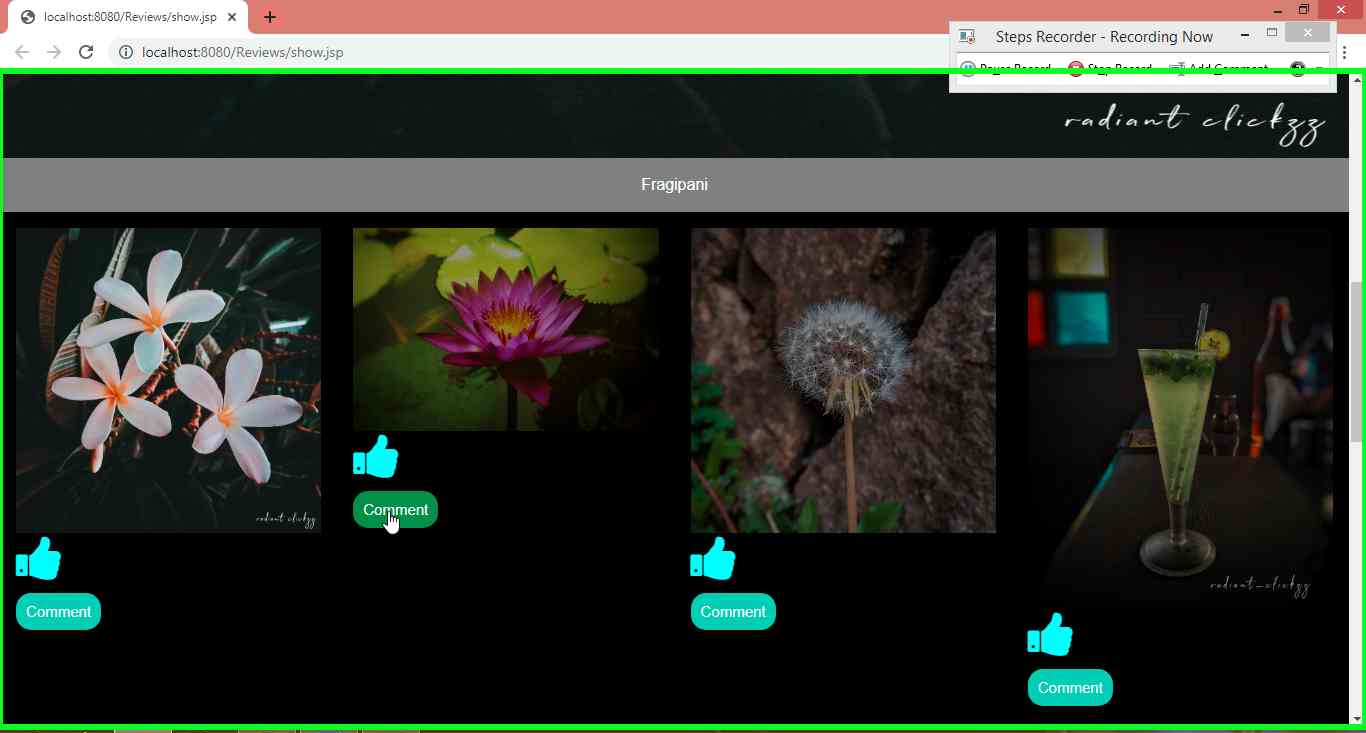 localhost:8080/Reviews/show.jsp
localhost:8080/Reviews/show.jsp
Steps Recorder - Recording Now
Pause Record
Stop Record
Add Comment
radiant clickzz
Fragipani
radiant clickzz
radiant_clickzz
Comment
Comment
Comment
Comment